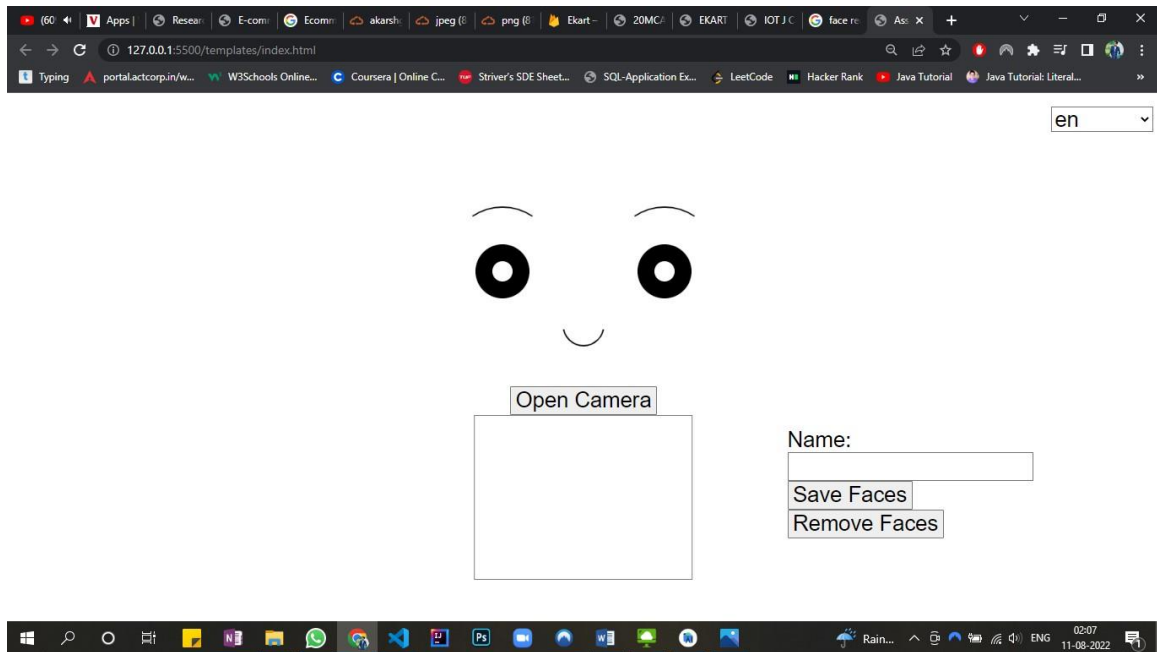 (60 Apps | Resear E-com Ecomm akarsh jpeg (8 png (8 Ekart – 20MCA EKART IOT J C face re Ass
127.0.0.1:5500/templates/index.html
Typing portal.actcorp.in/w... W3Schools Online... Coursera | Online C... Striver's SDE Sheet... SQL-Application Ex... LeetCode Hacker Rank Java Tutorial Java Tutorial: Literal... »
en
Open Camera
Name:
Save Faces
Remove Faces
Rain... ENG 02:07
11-08-2022